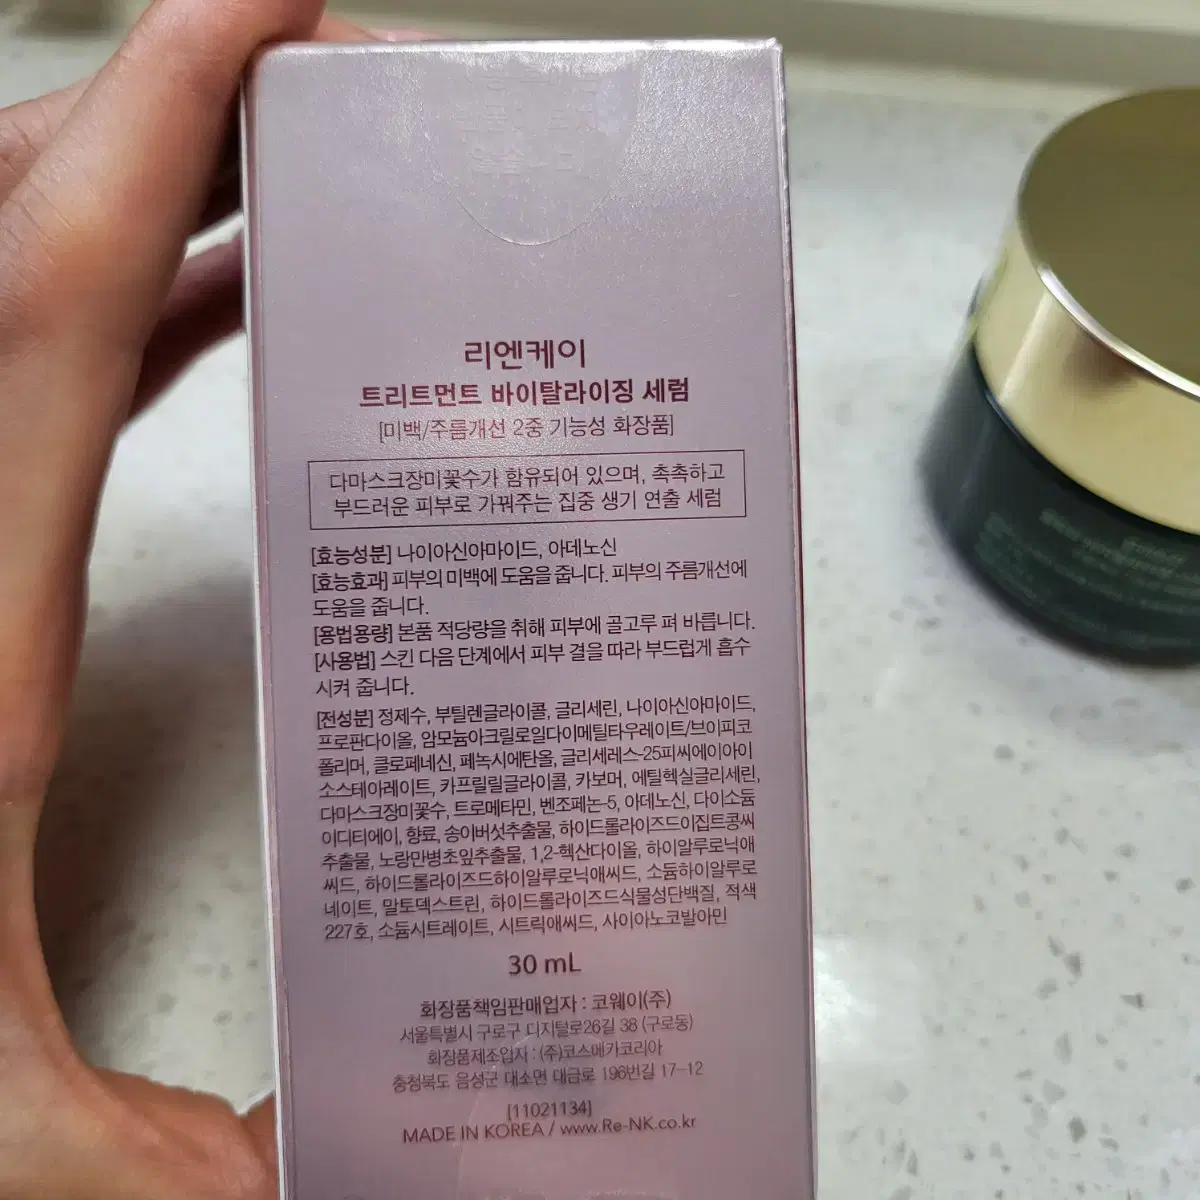 리엔케이
트리트먼트 바이탈라이징 세럼
[미백/주름개선 2중 기능성 화장품]
다마스크장미꽃수가 함유되어 있으며, 촉촉하고
부드러운 피부로 가꿔주는 집중 생기 연출 세럼
[효능성분] 나이아신아마이드, 아데노신
[효능효과] 피부의 미백에 도움을 줍니다. 피부의 주름개선에
도움을 줍니다.
[용법용량] 본품 적당량을 취해 피부에 골고루 펴 바릅니다.
[사용법] 스킨 다음 단계에서 피부 결을 따라 부드럽게 흡수
시켜 줍니다.
[전성분] 정제수, 부틸렌글라이콜, 글리세린, 나이아신아마이드,
프로판다이올, 암모늄아크릴로일다이메틸타우레이트/브이피코
폴리머, 클로페네신, 페녹시에탄올, 글리세레스-25피씨에이아이
소스테아레이트, 카프릴릴글라이콜, 카보머, 에틸헥실글리세린,
다마스크장미꽃수, 트로메타민, 벤조페논-5, 아데노신, 다이소듐
이디티에이, 향료, 송이버섯추출물, 하이드롤라이즈드이집트콩씨
추출물, 노랑만병초잎추출물, 1,2-헥산다이올, 하이알루로닉애
씨드, 하이드롤라이즈드하이알루로닉애씨드, 소듐하이알루로
네이트, 말토덱스트린, 하이드롤라이즈드식물성단백질, 적색
227호, 소듐시트레이트, 시트릭애씨드, 사이아노코발아민
30 mL
화장품책임판매업자 : 코웨이(주)
서울특별시 구로구 디지털로26길 38 (구로동)
화장품제조업자 : (주)코스메카코리아
충청북도 음성군 대소면 대금로 196번길 17-12
[11021134]
MADE IN KOREA / www.Re-NK.co.kr